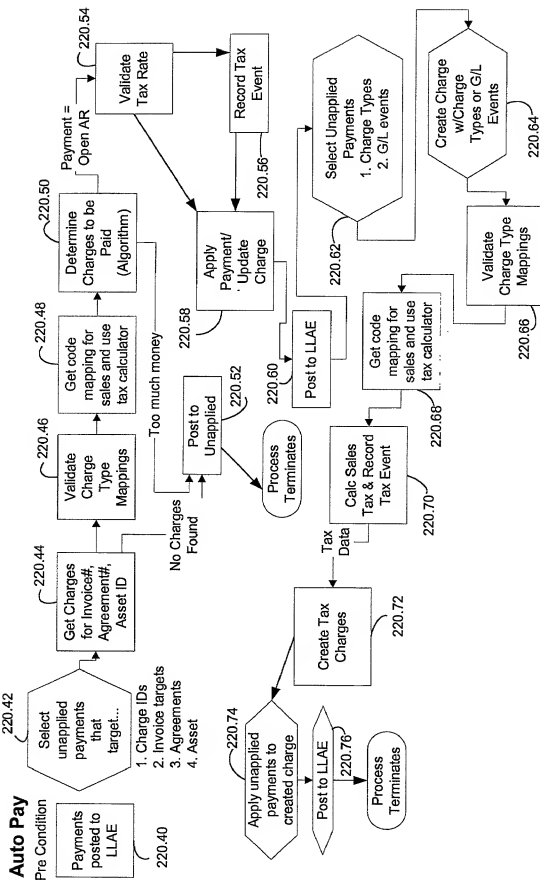 Auto Pay
Pre Condition
Payments
posted to
LLAE
220.40
220.42
Select
unapplied
payments
that
target...
1. Charge IDs
2. Invoice targets
3. Agreements
4. Asset
220.44
Get Charges
for Invoice#,
Agreement#,
Asset ID
No Charges
Found
220.46
Validate
Charge
Type
Mappings
220.48
Get code
mapping for
sales and use
tax calculator
220.50
Determine
Charges to be
Paid
(Algorithm)
Too much money
Payment =
Open AR
220.54
Validate
Tax Rate
Record Tax
Event
220.56
Apply
Payment/
Update
Charge
220.58
Post to
Unapplied
220.52
Process
Terminates
220.60
Post to LLAE
Select Unapplied
Payments
1. Charge Types
2. G/L events
220.62
Create Charge
w/Charge
Types or G/L
Events
220.64
Validate
Charge Type
Mappings
220.66
Get code
mapping for
sales and use
tax calculator
220.68
Calc Sales
Tax & Record
Tax Event
220.70
Tax
Data
Create Tax
Charges
220.72
220.74
Apply unapplied
payments to
created charge
Post to LLAE
220.76
Process
Terminates